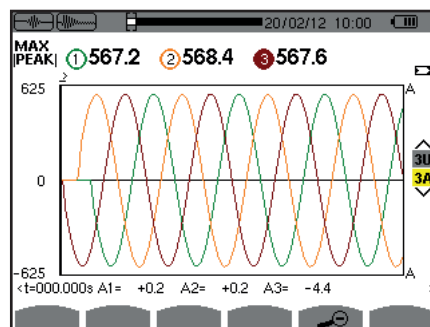 20/02/12 10:00
MAX
|PEAK| 1 567.2 2 568.4 3 567.6
625 A
3U
0
3A
-625 A
<t=000.000s A1= +0.2 A2= +0.2 A3= -4.4